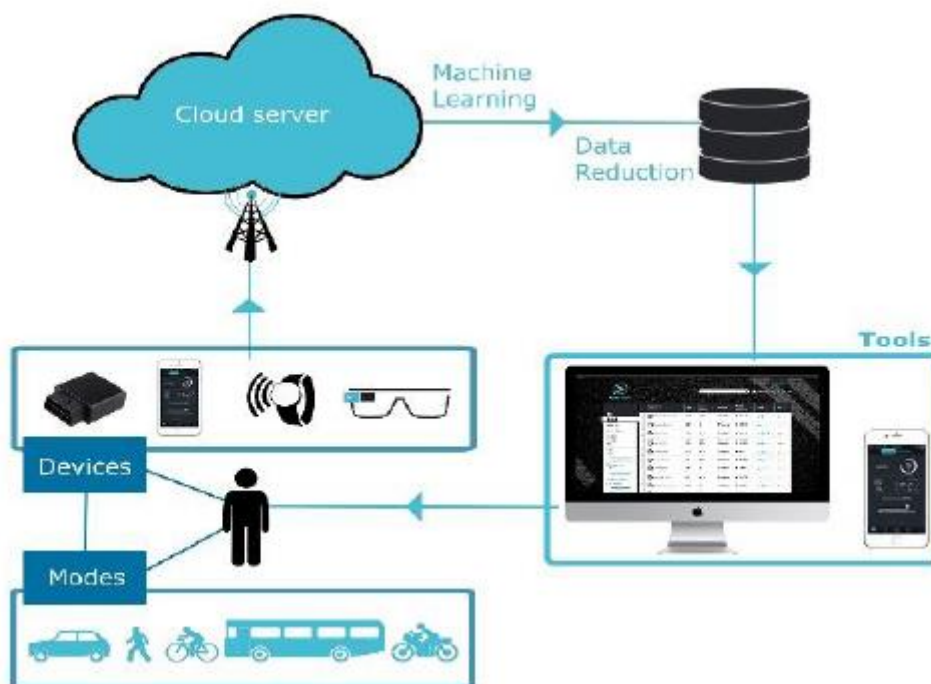 Cloud server
Machine
Learning
Data
Reduction
Tools
Devices
Modes